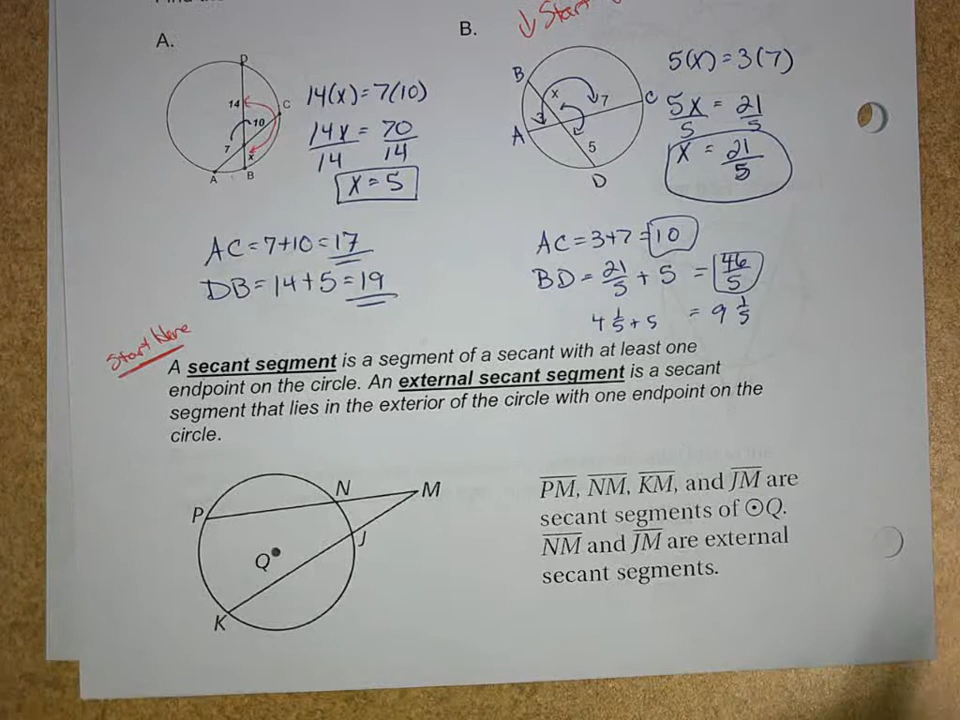 A.
B.
↓ Start
D
14
10
C
7
x
A
B
14(x) = 7(10)
14x = 70
14 14
x = 5
AC = 7+10 = 17
DB = 14+5 = 19
B
x
7
C
3
A
5
D
5(x) = 3(7)
5x = 21
5 5
x = 21/5
AC = 3+7 = 10
BD = 21/5 + 5 = 46/5
4 1/5 + 5 = 9 1/5
Start Here
A secant segment is a segment of a secant with at least one
endpoint on the circle. An external secant segment is a secant
segment that lies in the exterior of the circle with one endpoint on the
circle.
N
M
P
J
Q
K
PM, NM, KM, and JM are
secant segments of ⊙Q.
NM and JM are external
secant segments.